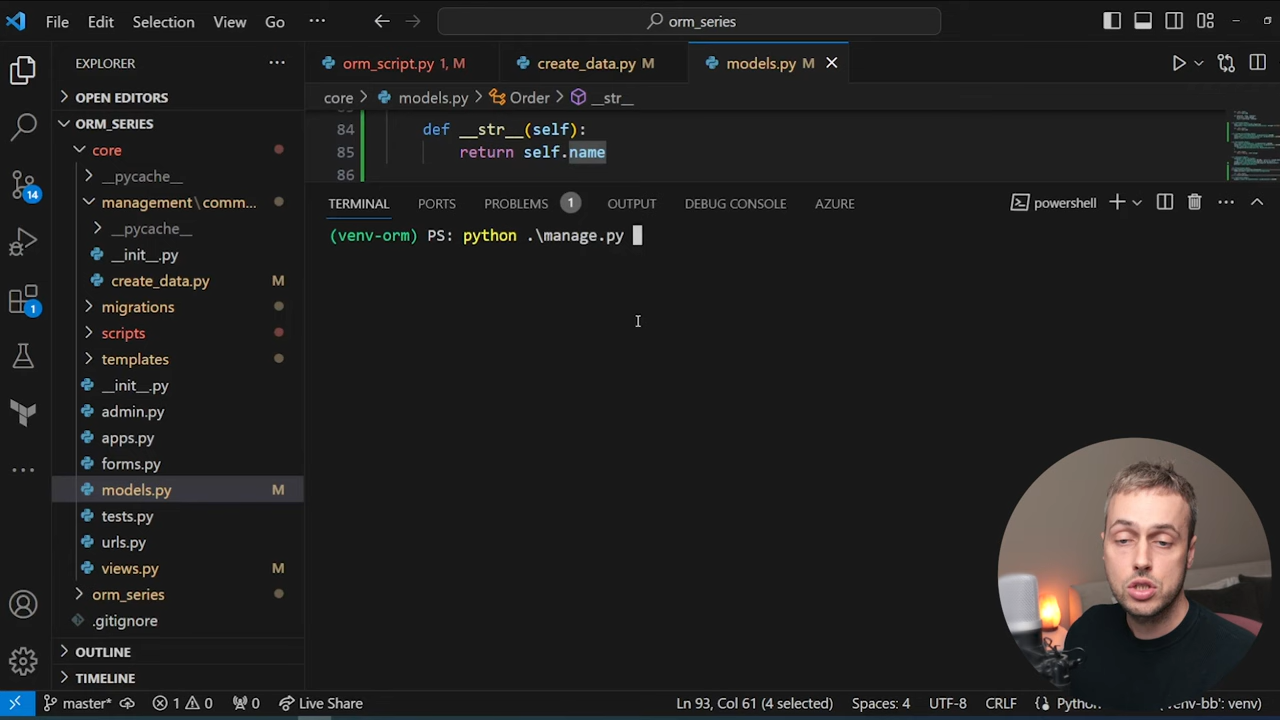 File Edit Selection View Go ··· orm_series
EXPLORER ···
orm_script.py 1, M
create_data.py M
models.py M
OPEN EDITORS
core > models.py > Order > __str__
ORM_SERIES
core
__pycache__
management\comm...
__pycache__
__init__.py
create_data.py M
migrations
scripts
templates
__init__.py
admin.py
apps.py
forms.py
models.py M
tests.py
urls.py
views.py M
orm_series
.gitignore
OUTLINE
TIMELINE
14
1
84 def __str__(self):
85 return self.name
86
TERMINAL PORTS PROBLEMS 1 OUTPUT DEBUG CONSOLE AZURE powershell
(venv-orm) PS: python .\manage.py
master* 1 0 0 Live Share Ln 93, Col 61 (4 selected) Spaces: 4 UTF-8 CRLF ('venv-bb': venv)